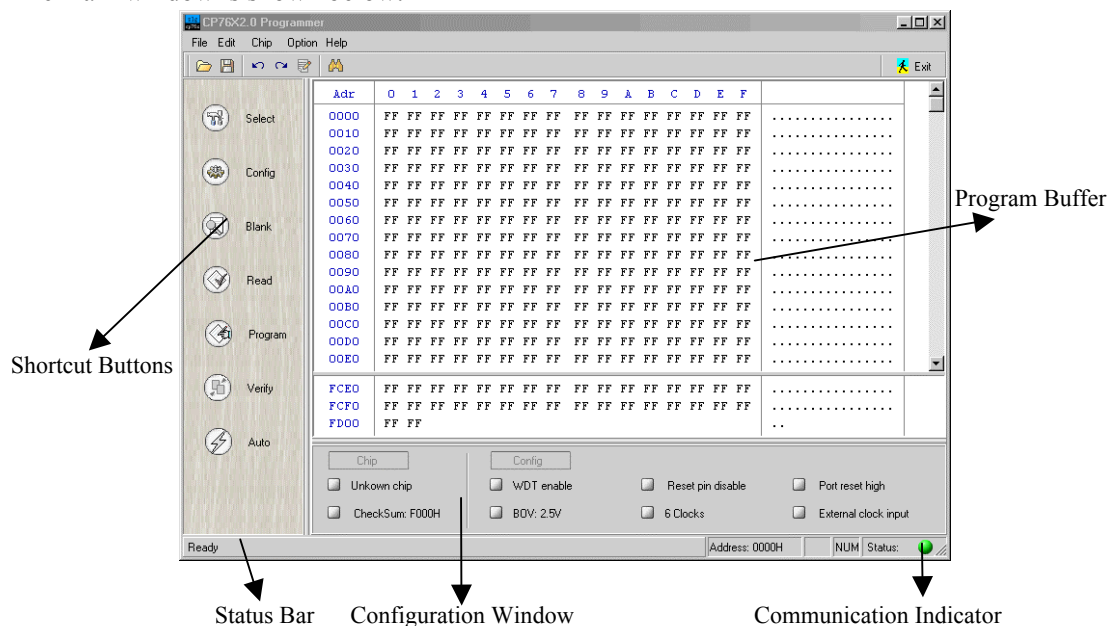 CP76X2.0 Programmer
File Edit Chip Option Help
Exit
Adr 0 1 2 3 4 5 6 7 8 9 A B C D E F
Select
0000 FF FF FF FF FF FF FF FF FF FF FF FF FF FF FF FF ................
0010 FF FF FF FF FF FF FF FF FF FF FF FF FF FF FF FF ................
0020 FF FF FF FF FF FF FF FF FF FF FF FF FF FF FF FF ................
Config
0030 FF FF FF FF FF FF FF FF FF FF FF FF FF FF FF FF ................
0040 FF FF FF FF FF FF FF FF FF FF FF FF FF FF FF FF ................
0050 FF FF FF FF FF FF FF FF FF FF FF FF FF FF FF FF ................
Program Buffer
Blank
0060 FF FF FF FF FF FF FF FF FF FF FF FF FF FF FF FF ................
0070 FF FF FF FF FF FF FF FF FF FF FF FF FF FF FF FF ................
0080 FF FF FF FF FF FF FF FF FF FF FF FF FF FF FF FF ................
Read
0090 FF FF FF FF FF FF FF FF FF FF FF FF FF FF FF FF ................
00A0 FF FF FF FF FF FF FF FF FF FF FF FF FF FF FF FF ................
00B0 FF FF FF FF FF FF FF FF FF FF FF FF FF FF FF FF ................
Program
00C0 FF FF FF FF FF FF FF FF FF FF FF FF FF FF FF FF ................
00D0 FF FF FF FF FF FF FF FF FF FF FF FF FF FF FF FF ................
00E0 FF FF FF FF FF FF FF FF FF FF FF FF FF FF FF FF ................
Shortcut Buttons
Verify
FCE0 FF FF FF FF FF FF FF FF FF FF FF FF FF FF FF FF ................
FCF0 FF FF FF FF FF FF FF FF FF FF FF FF FF FF FF FF ................
FD00 FF FF ..
Auto
Chip Config
Unkown chip WDT enable Reset pin disable Port reset high
CheckSum: F000H BOV: 2.5V 6 Clocks External clock input
Ready Address: 0000H NUM Status:
Status Bar Configuration Window Communication Indicator